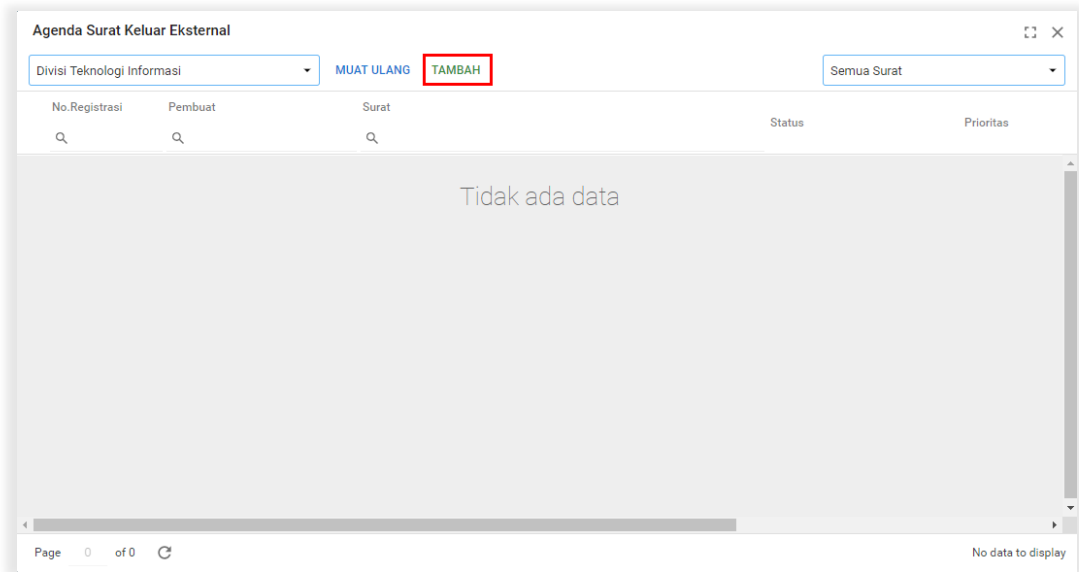 Agenda Surat Keluar Eksternal
Divisi Teknologi Informasi MUAT ULANG TAMBAH Semua Surat
No.Registrasi Pembuat Surat Status Prioritas
Tidak ada data
Page 0 of 0 No data to display